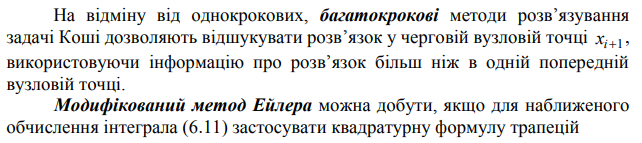 На відміну від однокрокових, багатокрокові методи розв’язування
задачі Коші дозволяють відшукувати розв’язок у черговій вузловій точці x_{i+1},
використовуючи інформацію про розв’язок більш ніж в одній попередній
вузловій точці.
Модифікований метод Ейлера можна добути, якщо для наближеного
обчислення інтеграла (6.11) застосувати квадратурну формулу трапецій